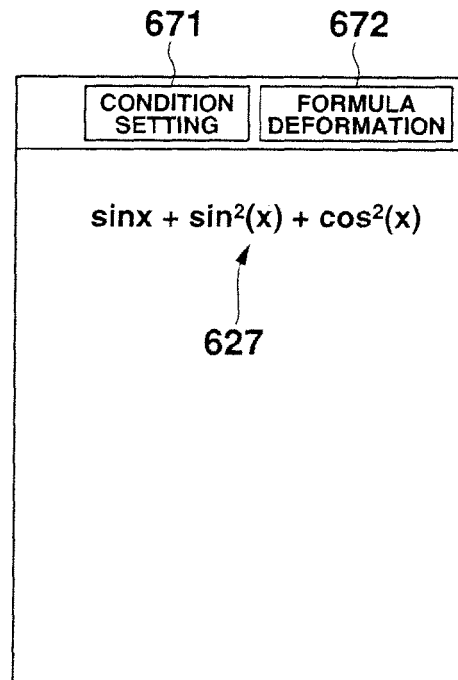 671 672
CONDITION SETTING FORMULA DEFORMATION
sinx + sin²(x) + cos²(x)
627